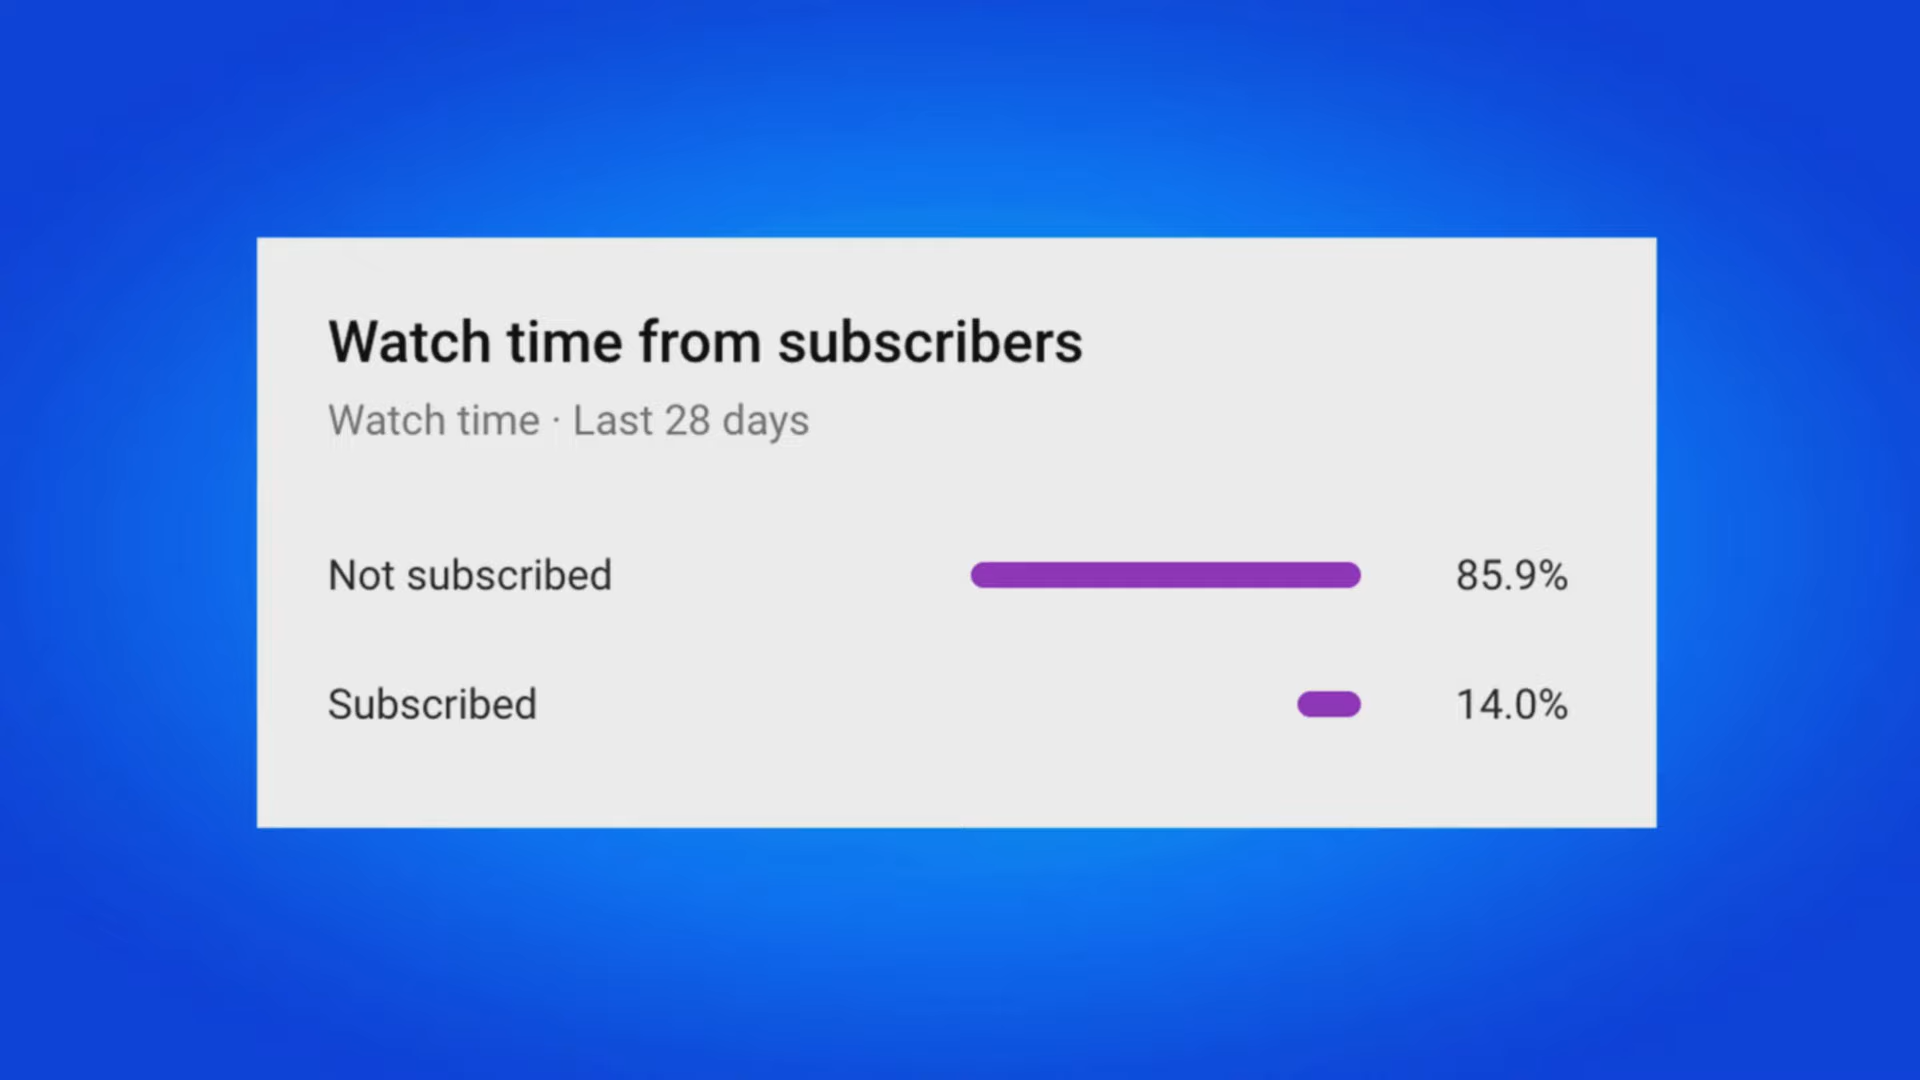 Watch time from subscribers
Watch time · Last 28 days
Not subscribed 85.9%
Subscribed 14.0%